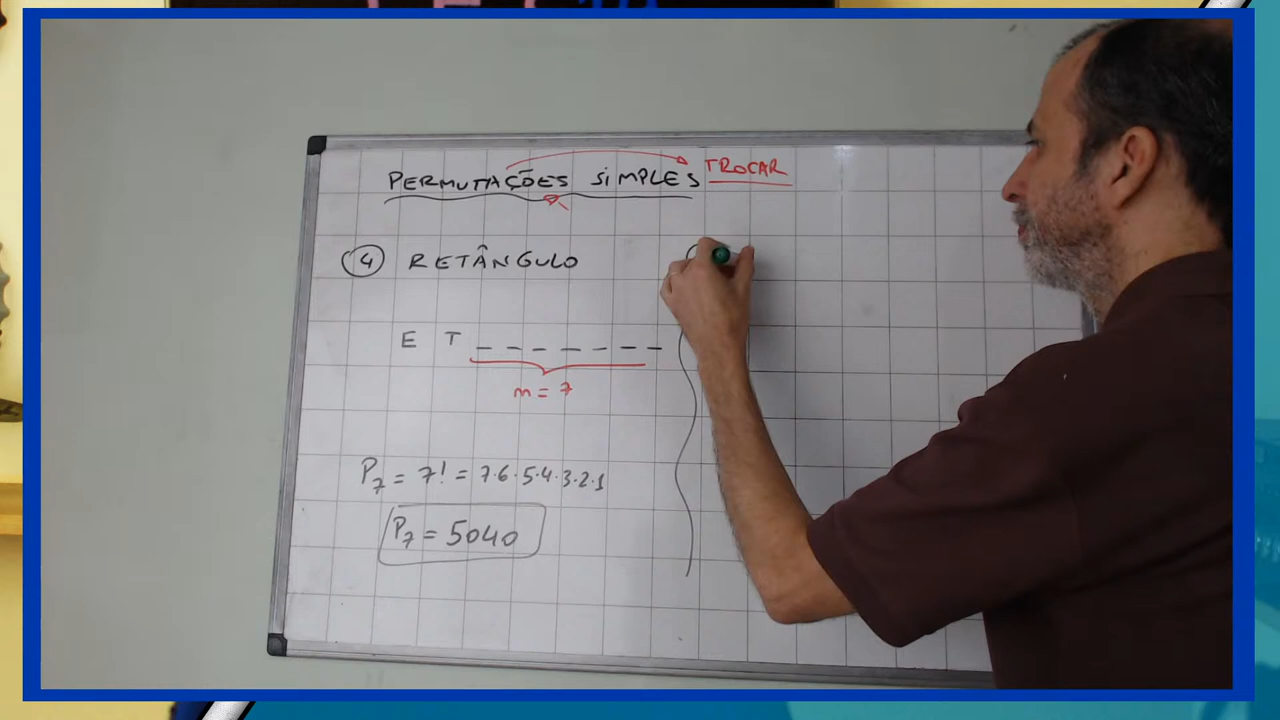 PERMUTAÇÕES SIMPLES TROCAR
4 RETÂNGULO
E T _ _ _ _ _ _ _
m = 7
P7 = 7! = 7·6·5·4·3·2·1
P7 = 5040